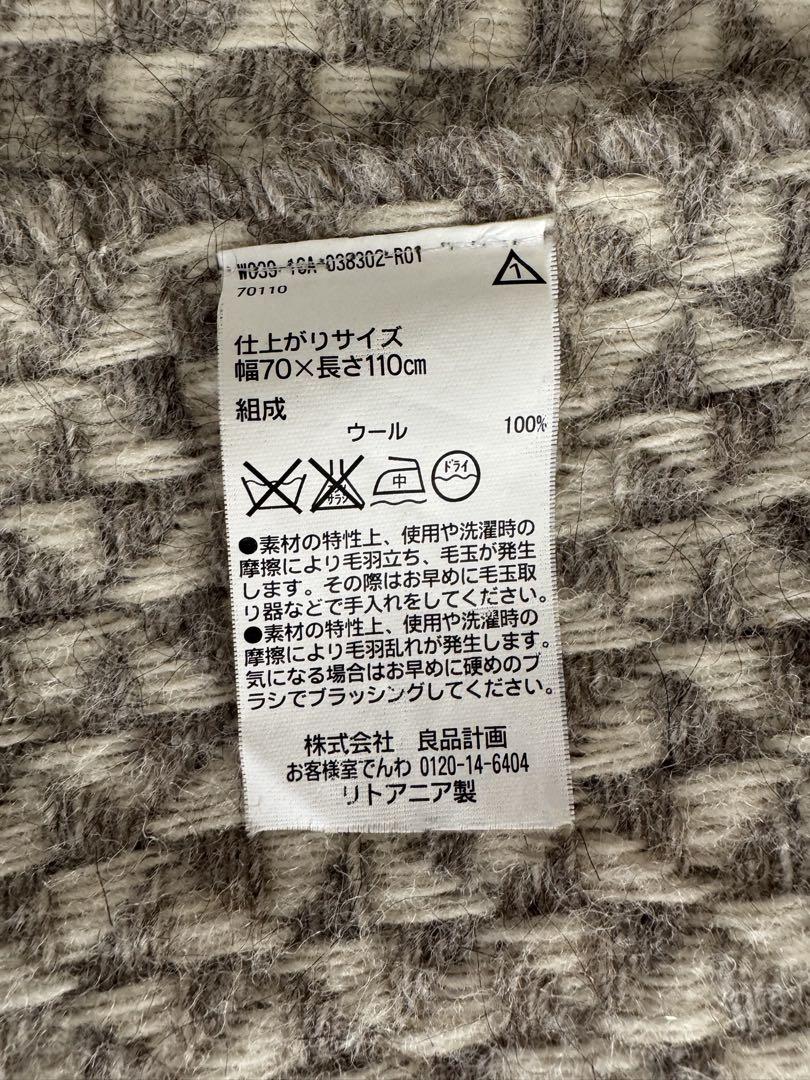 038302-R01
70110
1
仕上がりサイズ
幅70×長さ110cm
組成
ウール 100%
サラシ 中 ドライ
●素材の特性上、使用や洗濯時の
摩擦により毛羽立ち、毛玉が発生
します。その際はお早めに毛玉取
り器などで手入れをしてください。
●素材の特性上、使用や洗濯時の
摩擦により毛羽乱れが発生します。
気になる場合はお早めに硬めのブ
ラシでブラッシングしてください。
株式会社 良品計画
お客様室でんわ 0120-14-6404
リトアニア製